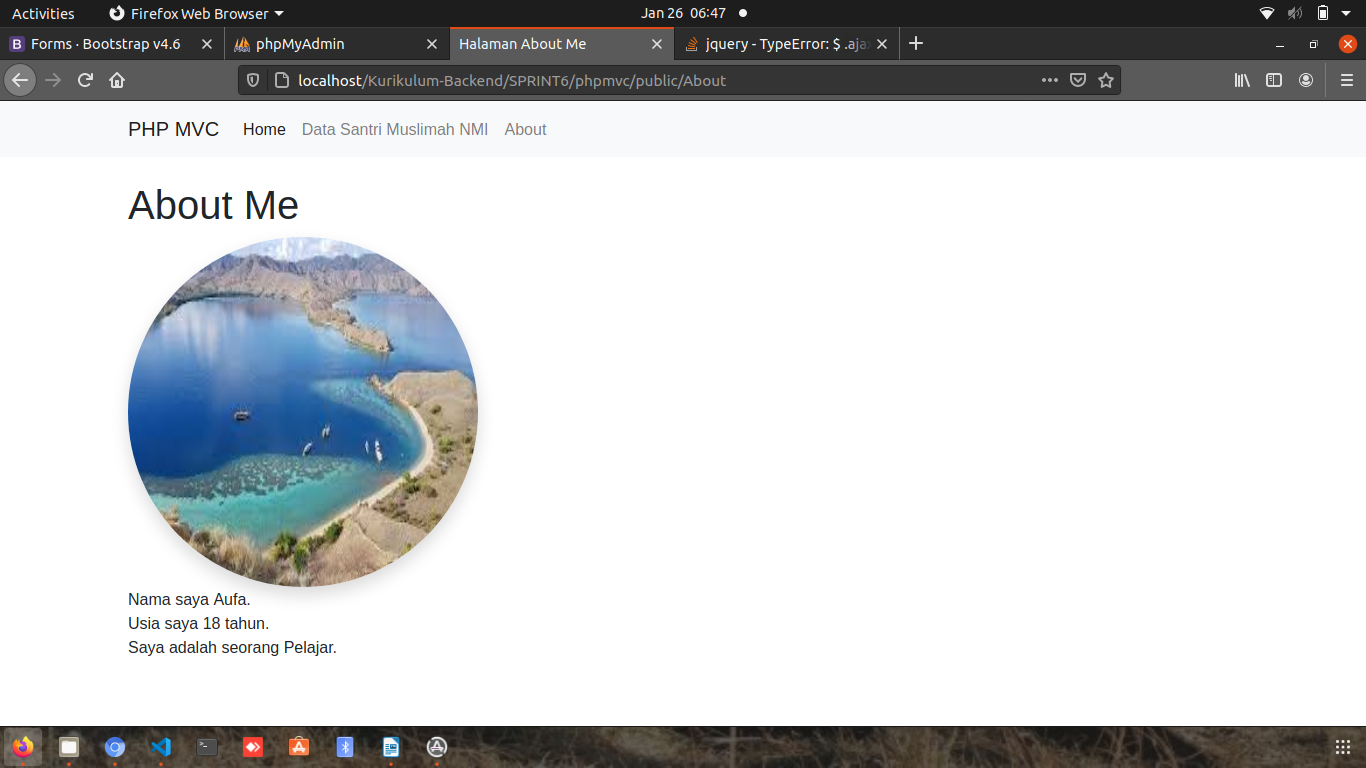 Activities Firefox Web Browser Jan 26 06:47
Forms · Bootstrap v4.6 phpMyAdmin Halaman About Me jquery - TypeError: $ .aja
localhost/Kurikulum-Backend/SPRINT6/phpmvc/public/About
PHP MVC Home Data Santri Muslimah NMI About
About Me
Nama saya Aufa.
Usia saya 18 tahun.
Saya adalah seorang Pelajar.